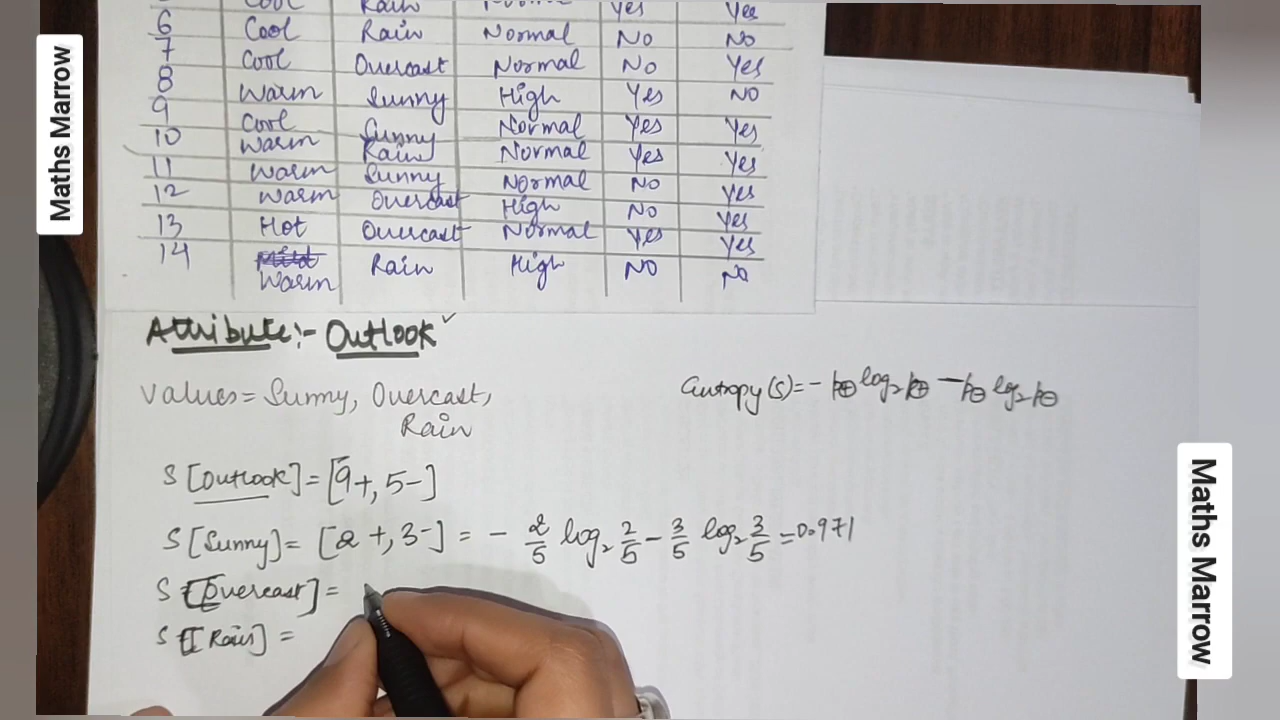 Cool Rain Normal Yes Yes
6 Cool Rain Normal No No
7 Cool Overcast Normal No Yes
8 Warm Sunny High Yes No
9 Cool Sunny Normal Yes Yes
10 Warm Rain Normal Yes Yes
11 Warm Sunny Normal No Yes
12 Warm Overcast High No Yes
13 Hot Overcast Normal Yes Yes
14 Warm Rain High No No
Attribute:- Outlook
Values = Sunny, Overcast,
Rain
Entropy(S) = - p⊕ log₂ p⊕ - p⊖ log₂ p⊖
S [Outlook] = [9+, 5-]
S [Sunny] = [2+, 3-] = - 2/5 log₂ 2/5 - 3/5 log₂ 3/5 = 0.971
S [Overcast] =
S [Rain] =
Maths Marrow
Maths Marrow